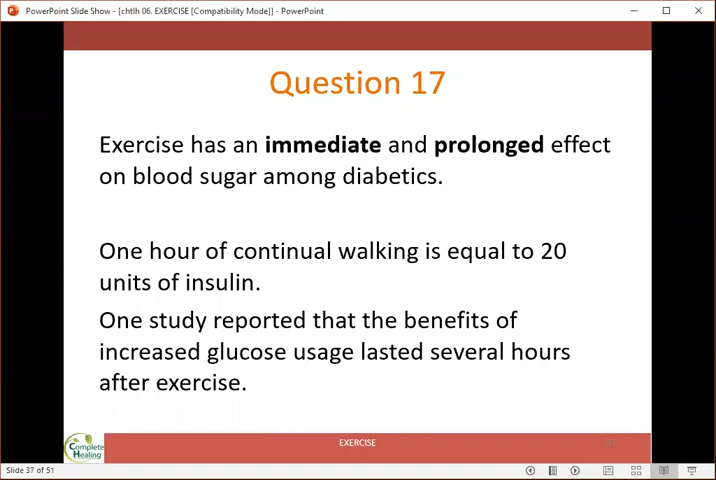 PowerPoint Slide Show - [chtlh 06. EXERCISE [Compatibility Mode]] - PowerPoint
Question 17
Exercise has an immediate and prolonged effect
on blood sugar among diabetics.
One hour of continual walking is equal to 20
units of insulin.
One study reported that the benefits of
increased glucose usage lasted several hours
after exercise.
Complete
Healing
EXERCISE
37
Slide 37 of 51